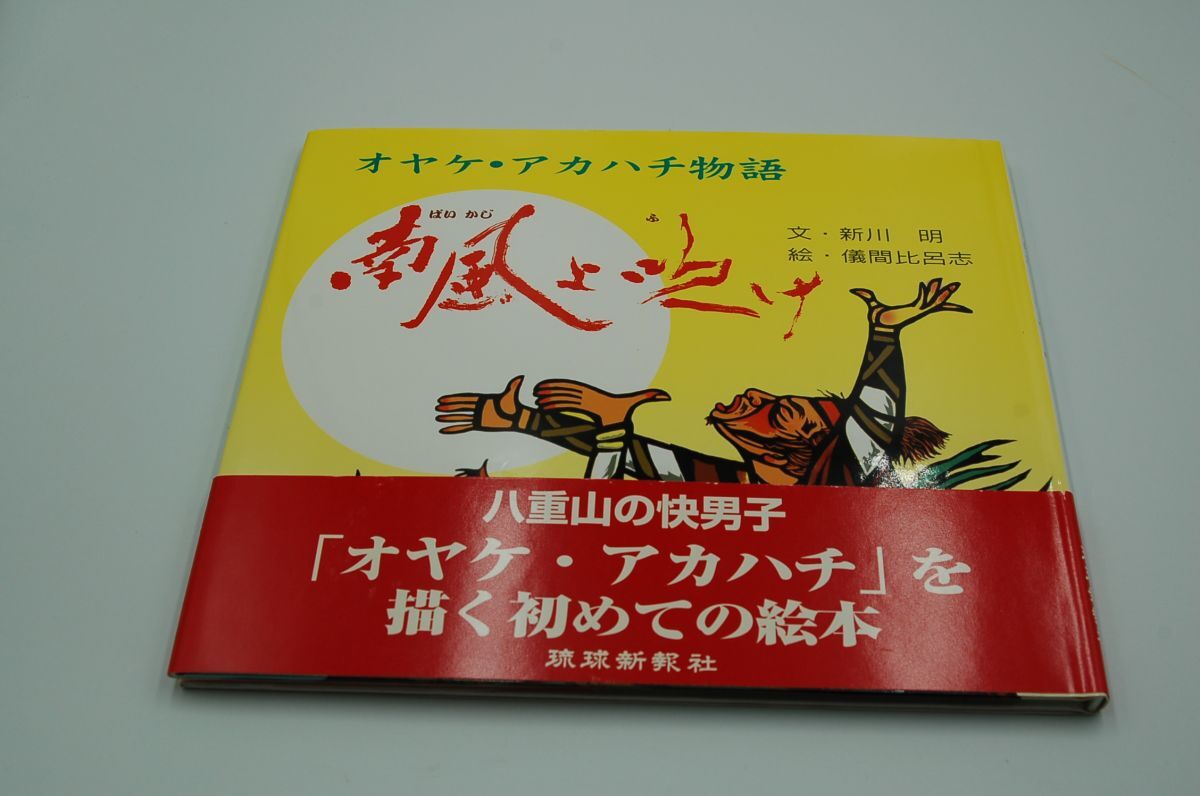 オヤケ・アカハチ物語
ぱいかじ ふ
南風よ吹け
文・新川 明
絵・儀間比呂志
八重山の快男子
「オヤケ・アカハチ」を
描く初めての絵本
琉球新報社